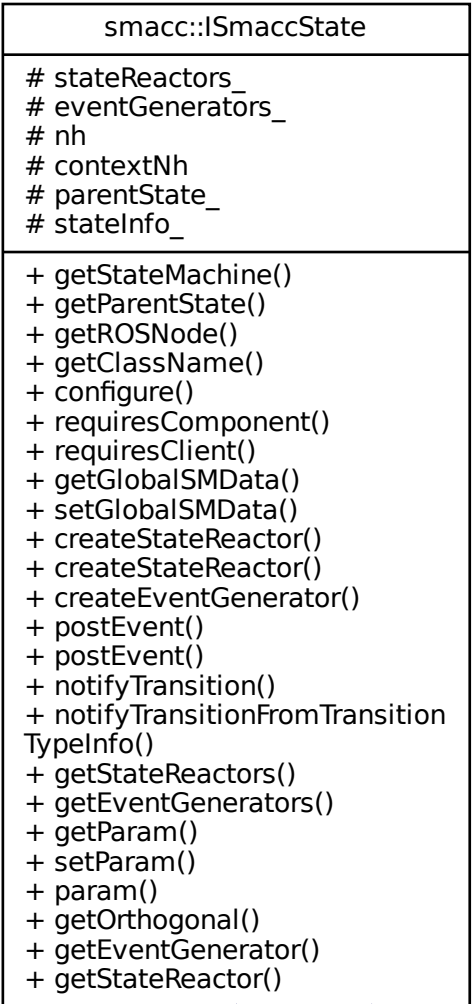 smacc::ISmaccState
# stateReactors_
# eventGenerators_
# nh
# contextNh
# parentState_
# stateInfo_
+ getStateMachine()
+ getParentState()
+ getROSNode()
+ getClassName()
+ configure()
+ requiresComponent()
+ requiresClient()
+ getGlobalSMData()
+ setGlobalSMData()
+ createStateReactor()
+ createStateReactor()
+ createEventGenerator()
+ postEvent()
+ postEvent()
+ notifyTransition()
+ notifyTransitionFromTransition
TypeInfo()
+ getStateReactors()
+ getEventGenerators()
+ getParam()
+ setParam()
+ param()
+ getOrthogonal()
+ getEventGenerator()
+ getStateReactor()